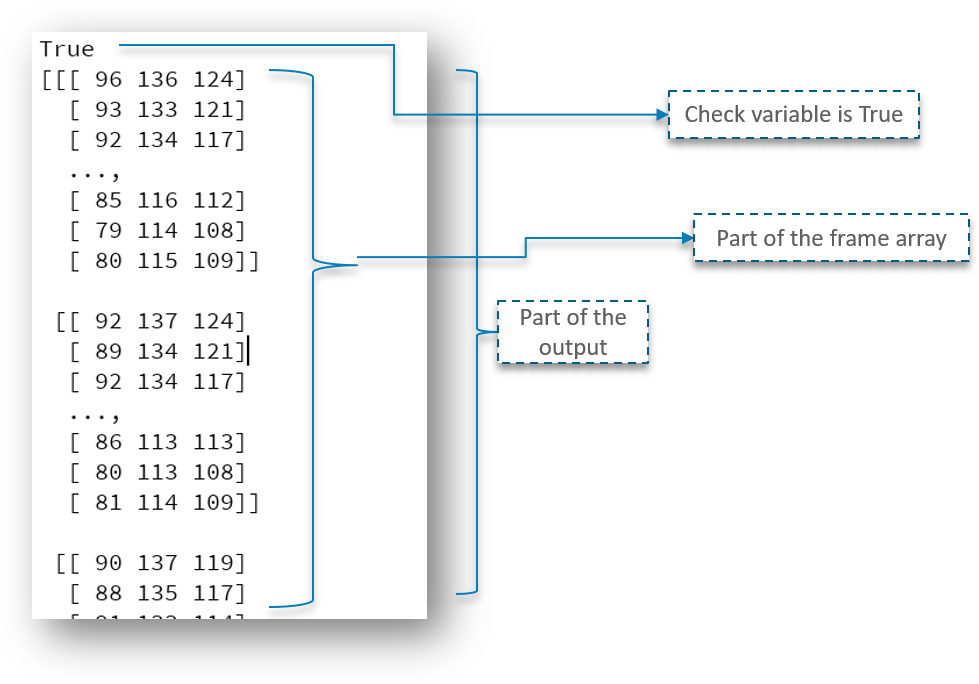 True
[[[ 96 136 124]
[ 93 133 121]
[ 92 134 117]
...,
[ 85 116 112]
[ 79 114 108]
[ 80 115 109]]
[[ 92 137 124]
[ 89 134 121]
[ 92 134 117]
...,
[ 86 113 113]
[ 80 113 108]
[ 81 114 109]]
[[ 90 137 119]
[ 88 135 117]
Check variable is True
Part of the frame array
Part of the
output